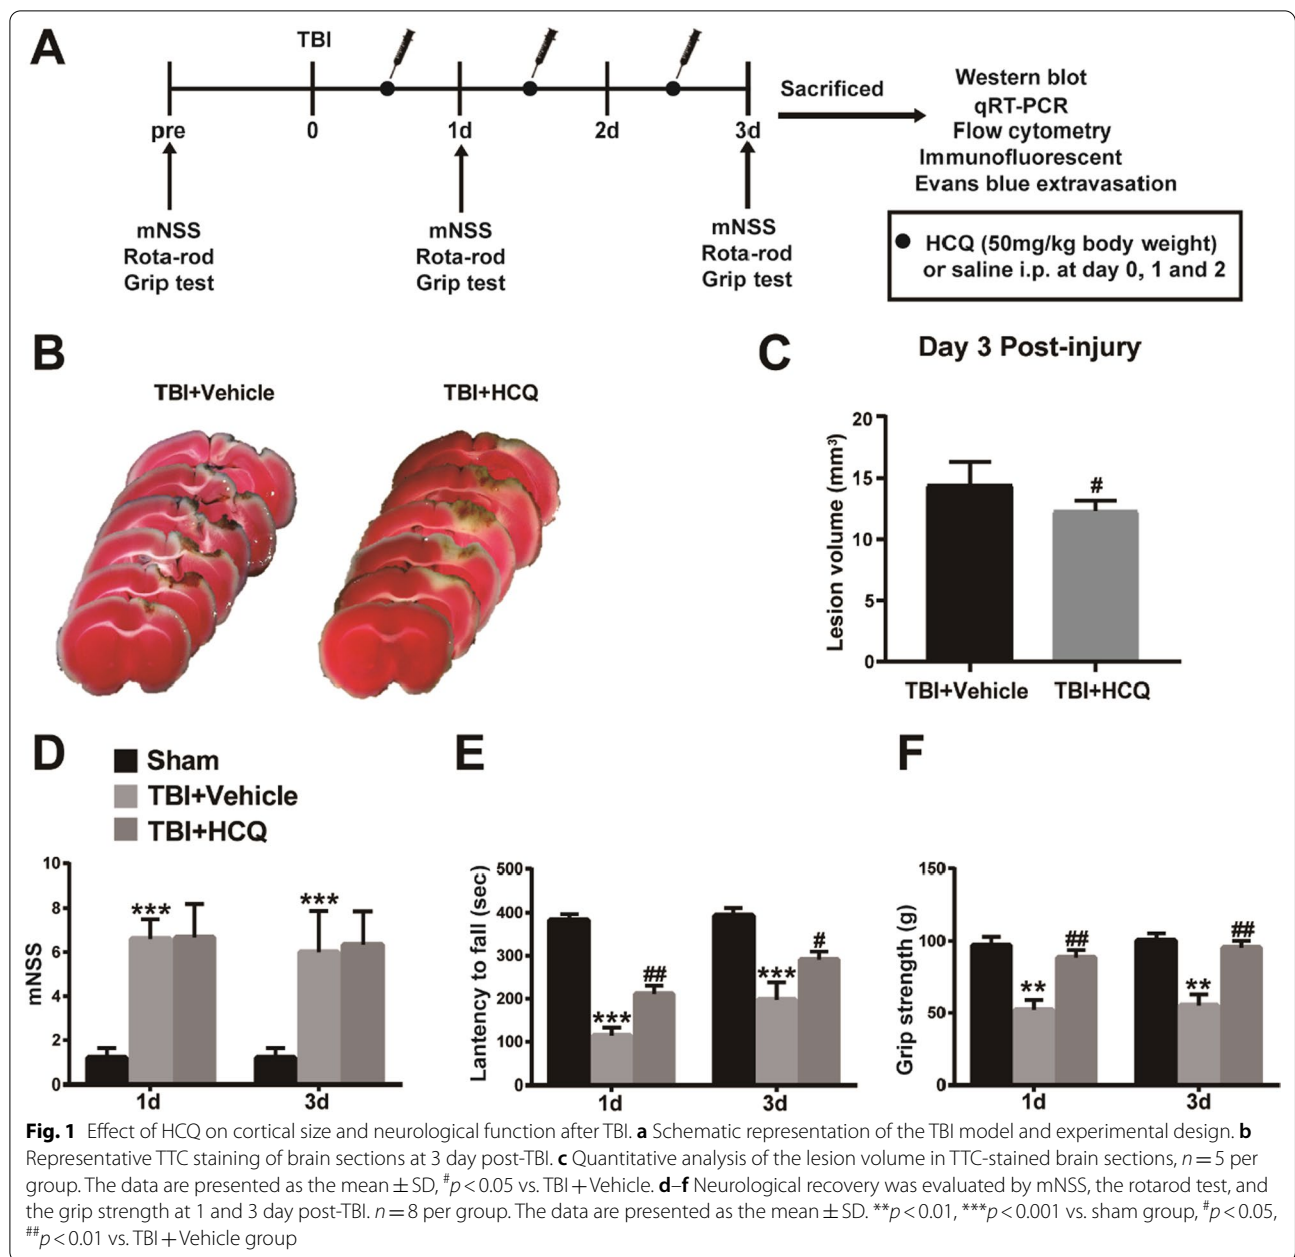 A
TBI
pre
0
1d
2d
3d
Sacrificed
Western blot
qRT-PCR
Flow cytometry
Immunofluorescent
Evans blue extravasation
mNSS
Rota-rod
Grip test
mNSS
Rota-rod
Grip test
mNSS
Rota-rod
Grip test
HCQ (50mg/kg body weight)
or saline i.p. at day 0, 1 and 2
B
TBI+Vehicle
TBI+HCQ
C
Day 3 Post-injury
Lesion volume (mm³)
20
15
10
5
0
#
TBI+Vehicle
TBI+HCQ
D
Sham
TBI+Vehicle
TBI+HCQ
mNSS
10
8
6
4
2
0
***
***
1d
3d
E
Lantency to fall (sec)
500
400
300
200
100
0
***
##
***
#
1d
3d
F
Grip strength (g)
150
100
50
0
**
##
**
##
1d
3d
Fig. 1 Effect of HCQ on cortical size and neurological function after TBI. a Schematic representation of the TBI model and experimental design. b
Representative TTC staining of brain sections at 3 day post-TBI. c Quantitative analysis of the lesion volume in TTC-stained brain sections, n = 5 per
group. The data are presented as the mean ± SD, #p < 0.05 vs. TBI + Vehicle. d–f Neurological recovery was evaluated by mNSS, the rotarod test, and
the grip strength at 1 and 3 day post-TBI. n = 8 per group. The data are presented as the mean ± SD. **p < 0.01, ***p < 0.001 vs. sham group, #p < 0.05,
##p < 0.01 vs. TBI + Vehicle group